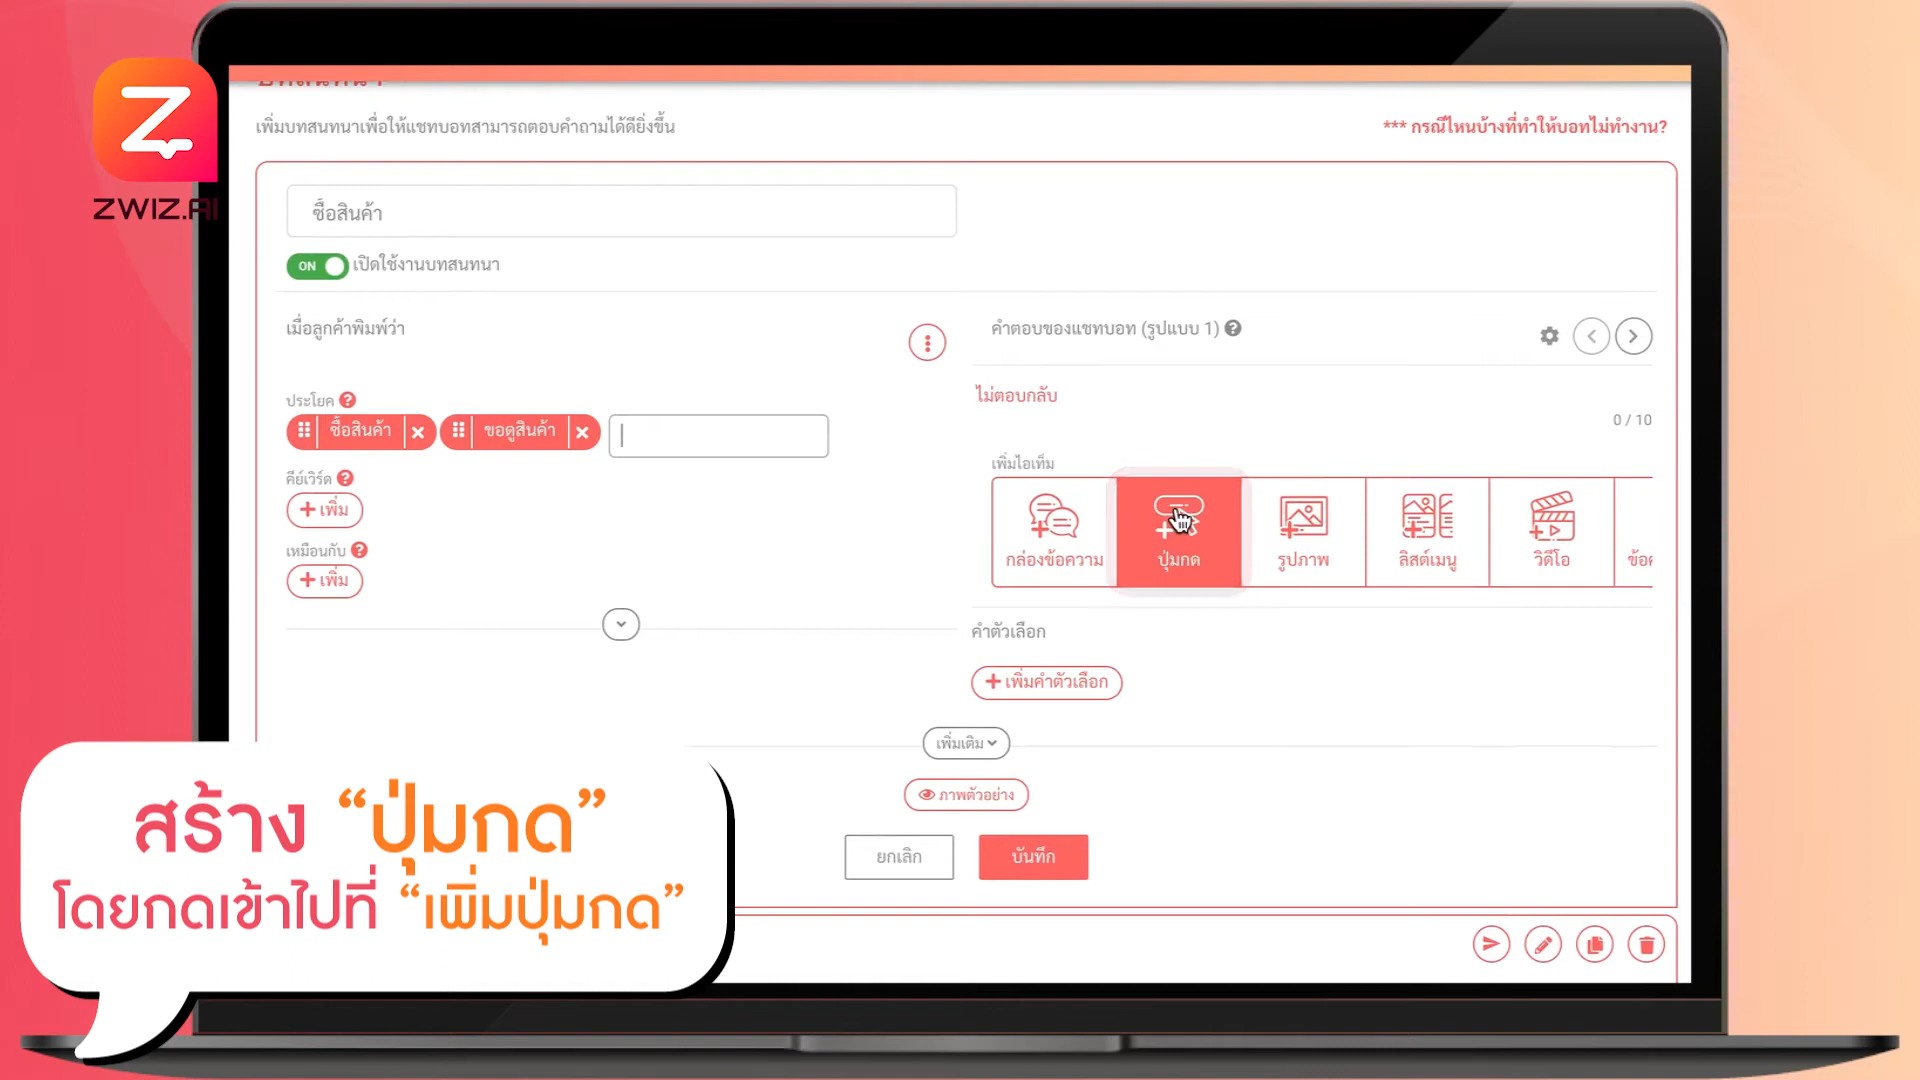 ZWIZ.AI
เพิ่มบทสนทนาเพื่อให้แชทบอทสามารถตอบคำถามได้ดียิ่งขึ้น
*** กรณีไหนบ้างที่ทำให้บอทไม่ทำงาน?
ซื้อสินค้า
ON เปิดใช้งานบทสนทนา
เมื่อลูกค้าพิมพ์ว่า
คำตอบของแชทบอท (รูปแบบ 1)
ประโยค
ซื้อสินค้า
ขอดูสินค้า
ไม่ตอบกลับ
0 / 10
คีย์เวิร์ด
+ เพิ่ม
เหมือนกับ
+ เพิ่ม
เพิ่มไอเท็ม
กล่องข้อความ
ปุ่มกด
รูปภาพ
ลิสต์เมนู
วิดีโอ
คำตัวเลือก
+ เพิ่มคำตัวเลือก
เพิ่มเติม
ภาพตัวอย่าง
ยกเลิก
บันทึก
สร้าง “ปุ่มกด”
โดยกดเข้าไปที่ “เพิ่มปุ่มกด”